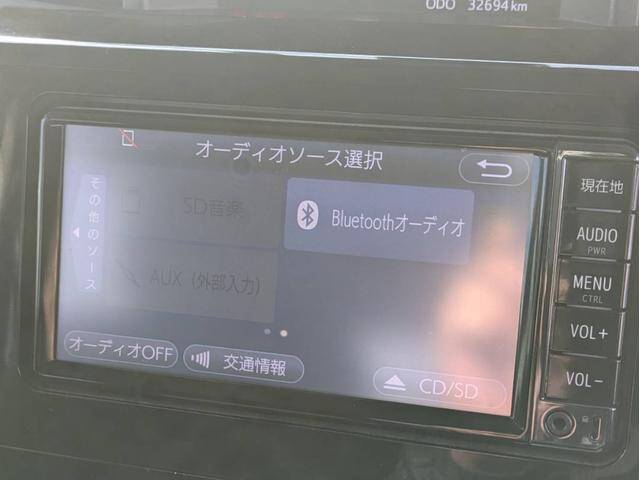 ODO 32694 km
オーディオソース選択
その他のソース
SD音楽
Bluetoothオーディオ
AUX (外部入力)
オーディオOFF
交通情報
CD/SD
現在地
AUDIO
PWR
MENU
CTRL
VOL+
VOL-